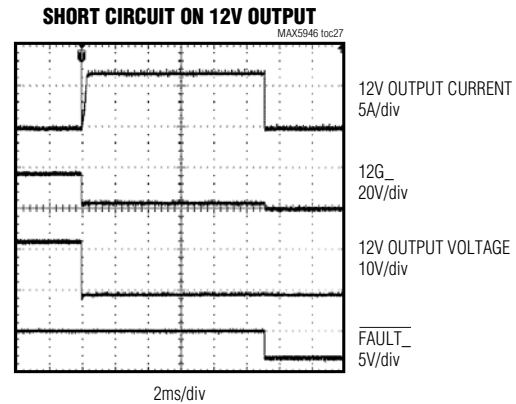 SHORT CIRCUIT ON 12V OUTPUT
MAX5946 toc27
12V OUTPUT CURRENT
5A/div
12G_
20V/div
12V OUTPUT VOLTAGE
10V/div
FAULT_
5V/div
2ms/div